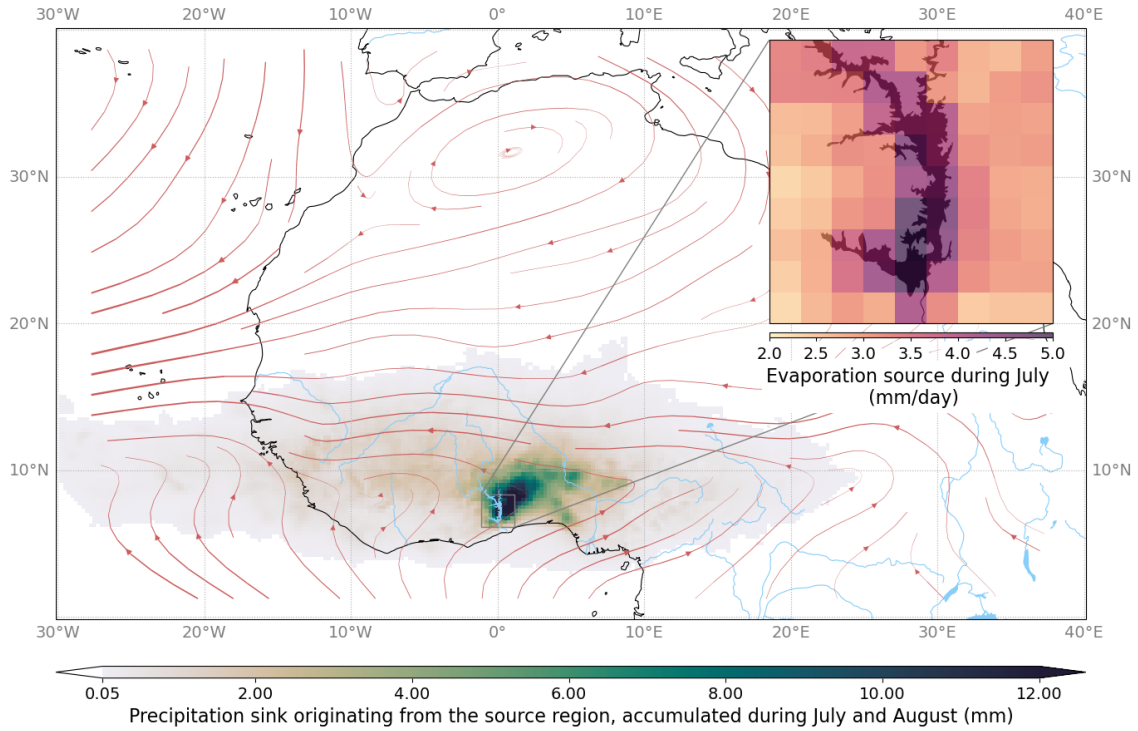 30°W 20°W 10°W 0° 10°E 20°E 30°E 40°E
30°N 30°N
20°N 20°N
2.0 2.5 3.0 3.5 4.0 4.5 5.0
Evaporation source during July
(mm/day)
10°N 10°N
30°W 20°W 10°W 0° 10°E 20°E 30°E 40°E
0.05 2.00 4.00 6.00 8.00 10.00 12.00
Precipitation sink originating from the source region, accumulated during July and August (mm)